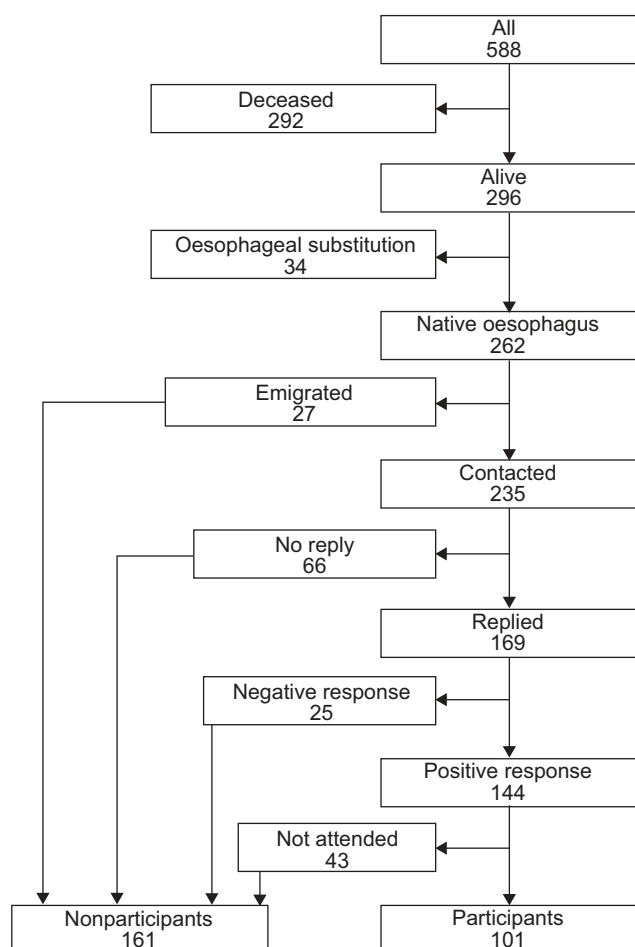 All
588
Deceased
292
Alive
296
Oesophageal substitution
34
Native oesophagus
262
Emigrated
27
Contacted
235
No reply
66
Replied
169
Negative response
25
Positive response
144
Not attended
43
Nonparticipants
161
Participants
101